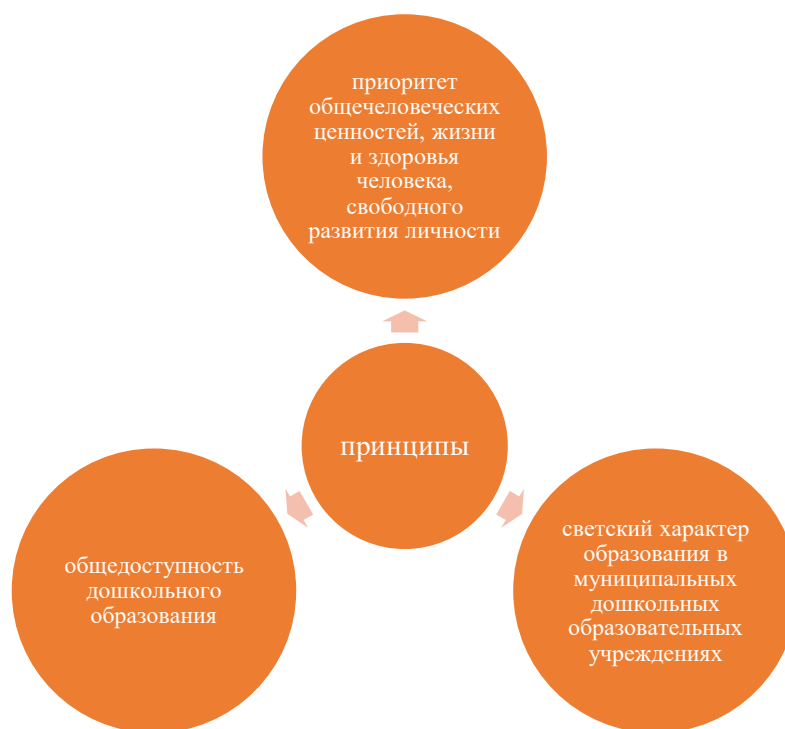 приоритет
общечеловеческих
ценностей, жизни
и здоровья
человека,
свободного
развития личности
принципы
светский характер
образования в
муниципальных
дошкольных
образовательных
учреждениях
общедоступность
дошкольного
образования